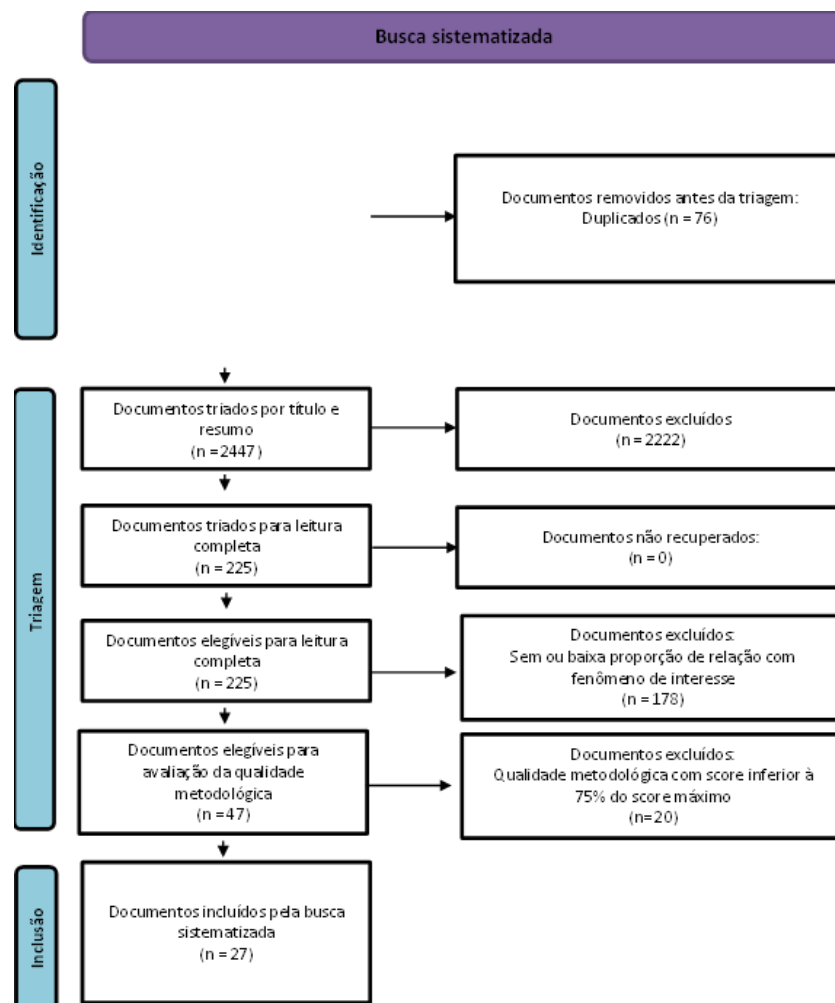 Busca sistematizada
Identificação
Documentos removidos antes da triagem:
Duplicados (n = 76)
Triagem
Documentos triados por título e
resumo
(n = 2447)
Documentos excluídos
(n = 2222)
Documentos triados para leitura
completa
(n = 225)
Documentos não recuperados:
(n = 0)
Documentos elegíveis para leitura
completa
(n = 225)
Documentos excluídos:
Sem ou baixa proporção de relação com
fenômeno de interesse
(n = 178)
Documentos elegíveis para
avaliação da qualidade
metodológica
(n = 47)
Documentos excluídos:
Qualidade metodológica com score inferior à
75% do score máximo
(n= 20)
Inclusão
Documentos incluídos pela busca
sistematizada
(n = 27)